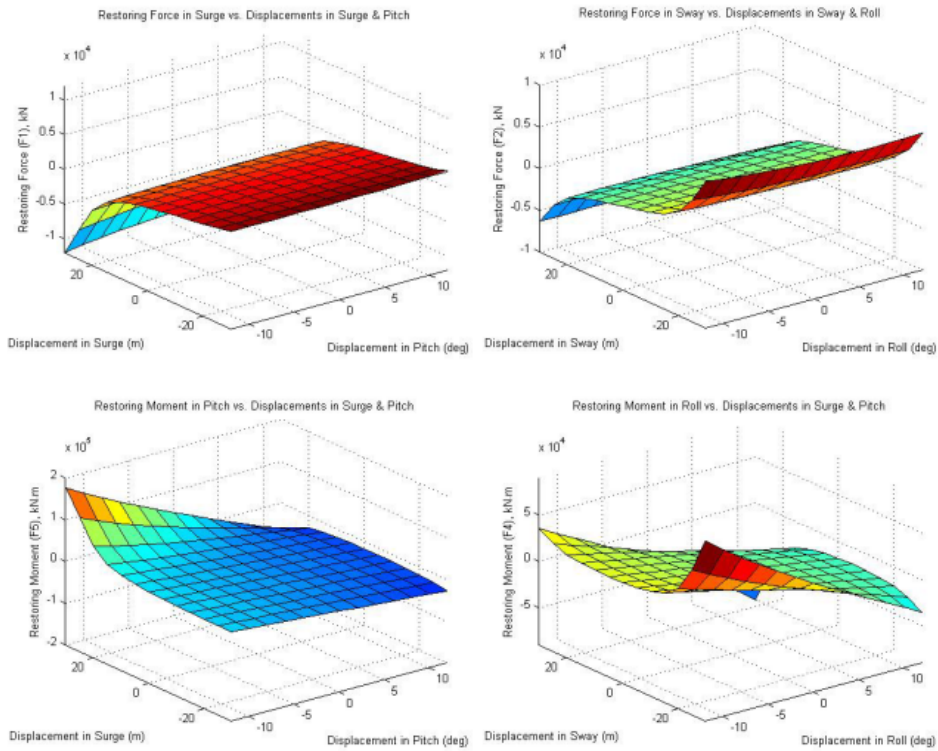 Restoring Force in Surge vs. Displacements in Surge & Pitch
x 10^4
1
0.5
0
-0.5
-1
Restoring Force (F1), kN
20
0
-20
Displacement in Surge (m)
-10
-5
0
5
10
Displacement in Pitch (deg)
Restoring Force in Sway vs. Displacements in Sway & Roll
x 10^4
1
0.5
0
-0.5
-1
Restoring Force (F2), kN
20
0
-20
Displacement in Sway (m)
-10
-5
0
5
10
Displacement in Roll (deg)
Restoring Moment in Pitch vs. Displacements in Surge & Pitch
x 10^5
2
1
0
-1
-2
Restoring Moment (F5), kN.m
20
0
-20
Displacement in Surge (m)
-10
-5
0
5
10
Displacement in Pitch (deg)
Restoring Moment in Roll vs. Displacements in Surge & Pitch
x 10^4
5
0
-5
Restoring Moment (F4), kN.m
20
0
-20
Displacement in Sway (m)
-10
-5
0
5
10
Displacement in Roll (deg)